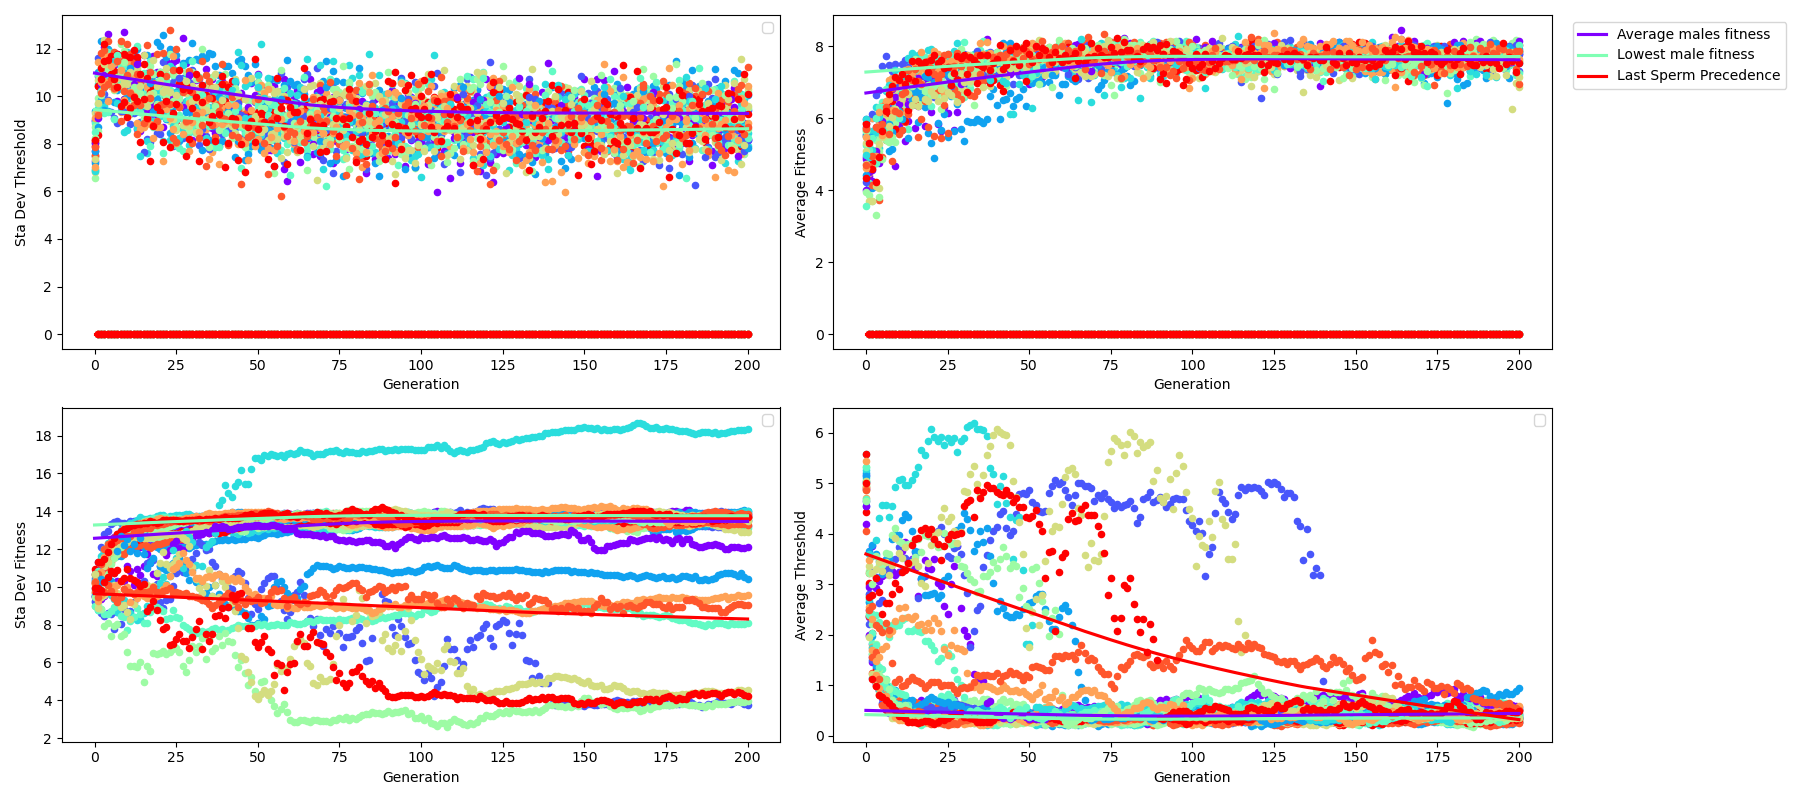 12
10
8
6
4
2
0
Sta Dev Threshold
0 25 50 75 100 125 150 175 200
Generation
8
6
4
2
0
Average Fitness
0 25 50 75 100 125 150 175 200
Generation
Average males fitness
Lowest male fitness
Last Sperm Precedence
18
16
14
12
10
8
6
4
2
Sta Dev Fitness
0 25 50 75 100 125 150 175 200
Generation
6
5
4
3
2
1
0
Average Threshold
0 25 50 75 100 125 150 175 200
Generation